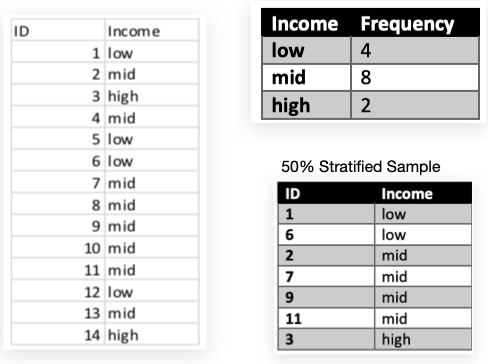 ID Income
1 low
2 mid
3 high
4 mid
5 low
6 low
7 mid
8 mid
9 mid
10 mid
11 mid
12 low
13 mid
14 high
Income Frequency
low 4
mid 8
high 2
50% Stratified Sample
ID Income
1 low
6 low
2 mid
7 mid
9 mid
11 mid
3 high